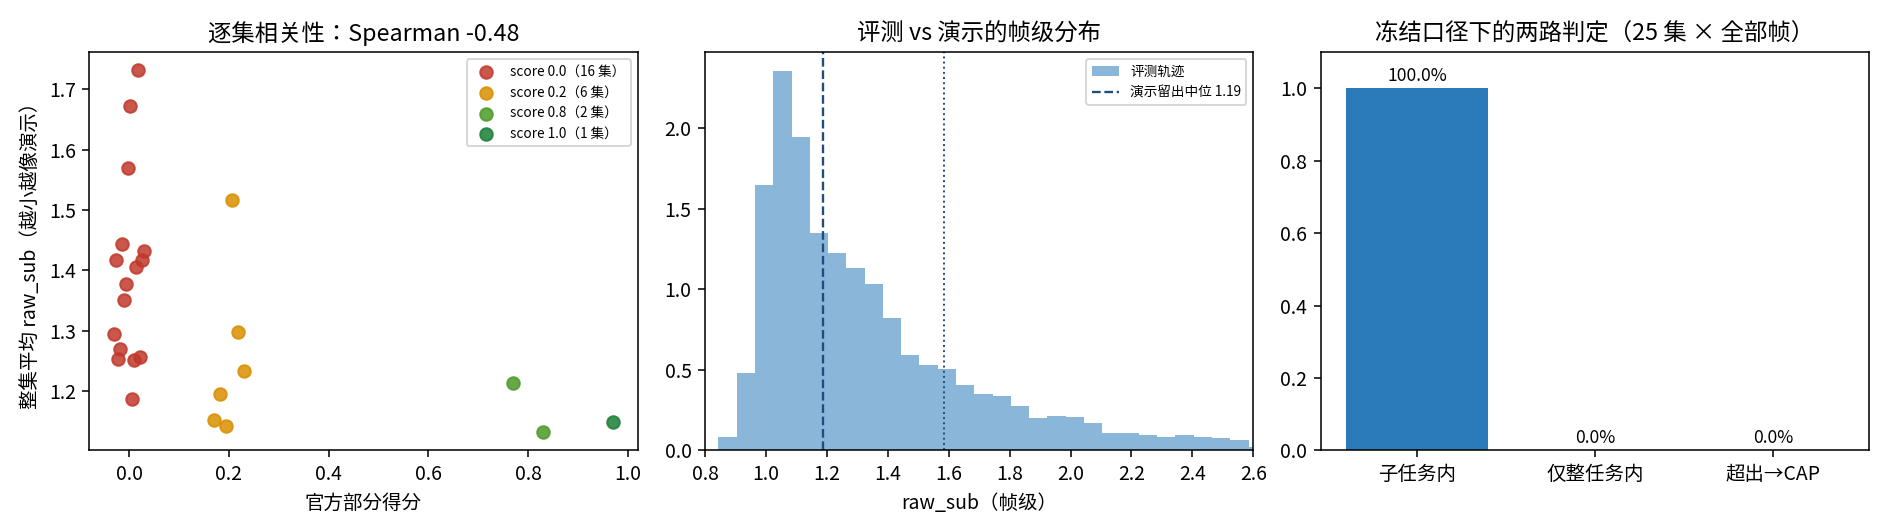 逐集相关性：Spearman -0.48
整集平均 raw_sub（越小越像演示）
1.7
1.6
1.5
1.4
1.3
1.2
score 0.0（16 集）
score 0.2（6 集）
score 0.8（2 集）
score 1.0（1 集）
0.0 0.2 0.4 0.6 0.8 1.0
官方部分得分
评测 vs 演示的帧级分布
2.0
1.5
1.0
0.5
0.0
评测轨迹
演示留出中位 1.19
0.8 1.0 1.2 1.4 1.6 1.8 2.0 2.2 2.4 2.6
raw_sub（帧级）
冻结口径下的两路判定（25 集 × 全部帧）
1.0
0.8
0.6
0.4
0.2
0.0
100.0%
0.0%
0.0%
子任务内 仅整任务内 超出→CAP